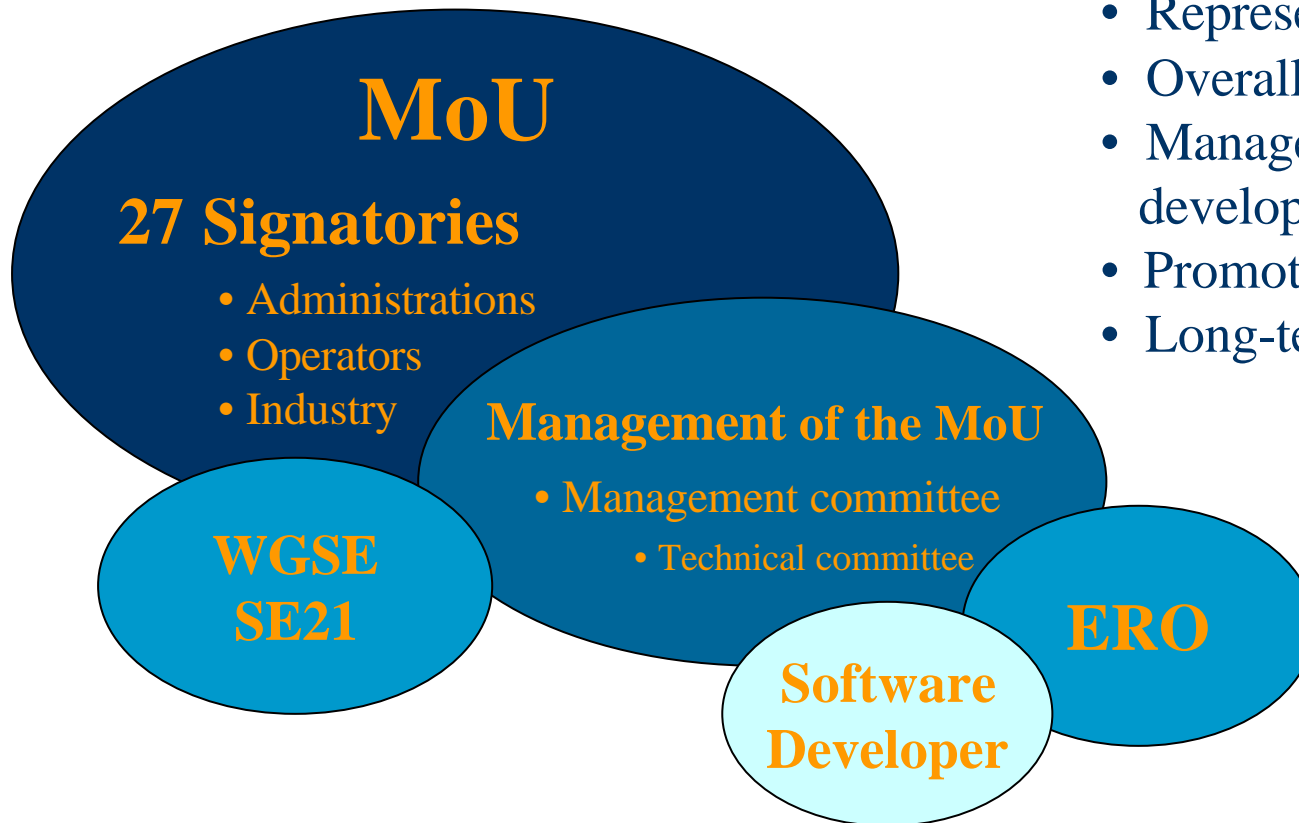 MoU
27 Signatories
• Administrations
• Operators
• Industry
Management of the MoU
• Management committee
• Technical committee
WGSE
SE21
ERO
Software
Developer
•
• Overall
•
•
•